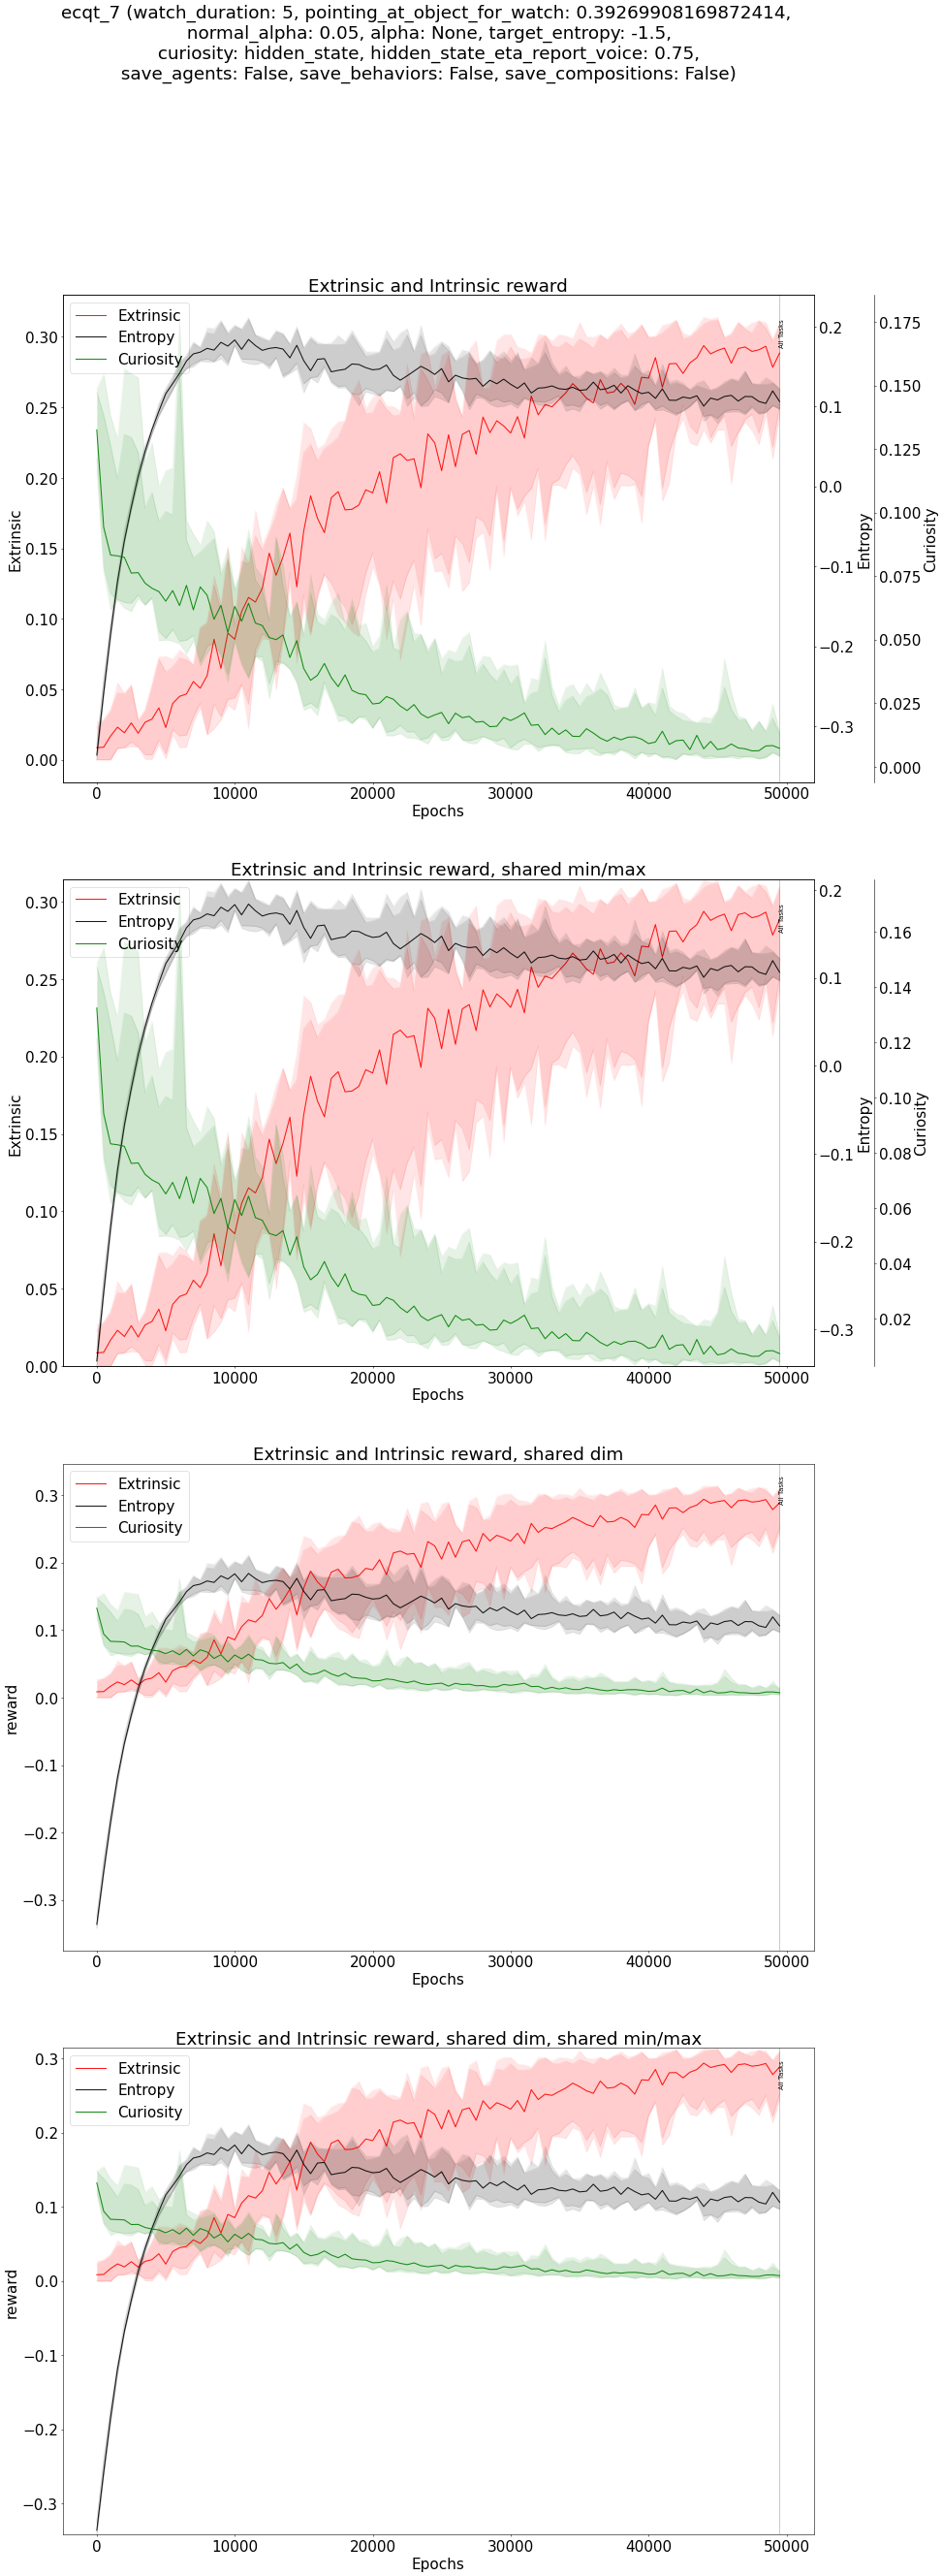 ecqt_7 (watch_duration: 5, pointing_at_object_for_watch: 0.39269908169872414,
normal_alpha: 0.05, alpha: None, target_entropy: -1.5,
curiosity: hidden_state, hidden_state_eta_report_voice: 0.75,
save_agents: False, save_behaviors: False, save_compositions: False)
Extrinsic and Intrinsic reward
Extrinsic
Entropy
Curiosity
All Tasks
0.30
0.25
0.20
0.15
0.10
0.05
0.00
Extrinsic
0.2
0.1
0.0
−0.1
−0.2
−0.3
Entropy
0.175
0.150
0.125
0.100
0.075
0.050
0.025
0.000
Curiosity
0 10000 20000 30000 40000 50000
Epochs
Extrinsic and Intrinsic reward, shared min/max
Extrinsic
Entropy
Curiosity
All Tasks
0.30
0.25
0.20
0.15
0.10
0.05
0.00
Extrinsic
0.2
0.1
0.0
−0.1
−0.2
−0.3
Entropy
0.16
0.14
0.12
0.10
0.08
0.06
0.04
0.02
Curiosity
0 10000 20000 30000 40000 50000
Epochs
Extrinsic and Intrinsic reward, shared dim
Extrinsic
Entropy
Curiosity
All Tasks
0.3
0.2
0.1
0.0
−0.1
−0.2
−0.3
reward
0 10000 20000 30000 40000 50000
Epochs
Extrinsic and Intrinsic reward, shared dim, shared min/max
Extrinsic
Entropy
Curiosity
All Tasks
0.3
0.2
0.1
0.0
−0.1
−0.2
−0.3
reward
0 10000 20000 30000 40000 50000
Epochs